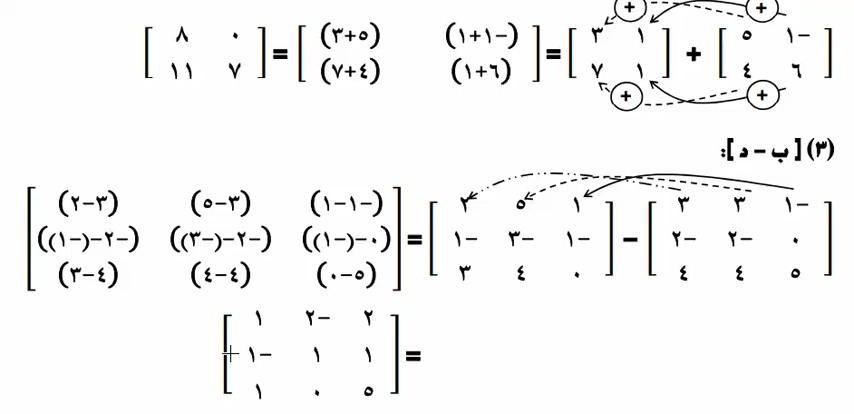 + +
[ -١ ٥ ] + [ ١ ٣ ] = [ (-١+١) (٥+٣) ] = [ ٠ ٨ ]
[ ٦ ٤ ] [ ١ ٧ ] [ (٦+١) (٤+٧) ] [ ٧ ١١ ]
+ +
(٣) [ ب – د ]:
[ -١ ٣ ٣ ] [ ١ ٥ ٢ ] [ (-١-١) (٣-٥) (٣-٢) ]
[ ٠ -٢ -٢ ] – [ -١ -٣ -١ ] = [ (٠-(-١)) (-٢-(-٣)) (-٢-(-١)) ]
[ ٥ ٤ ٤ ] [ ٠ ٤ ٣ ] [ (٥-٠) (٤-٤) (٤-٣) ]
[ ٢ -٢ ١ ]
= [ ١ ١ -١ ]
[ ٥ ٠ ١ ]